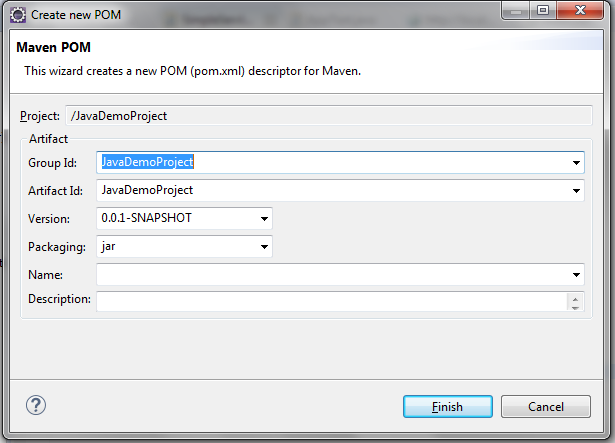 Create new POM
Maven POM
This wizard creates a new POM (pom.xml) descriptor for Maven.
Project: /JavaDemoProject
Artifact
Group Id: JavaDemoProject
Artifact Id: JavaDemoProject
Version: 0.0.1-SNAPSHOT
Packaging: jar
Name:
Description:
? Finish Cancel